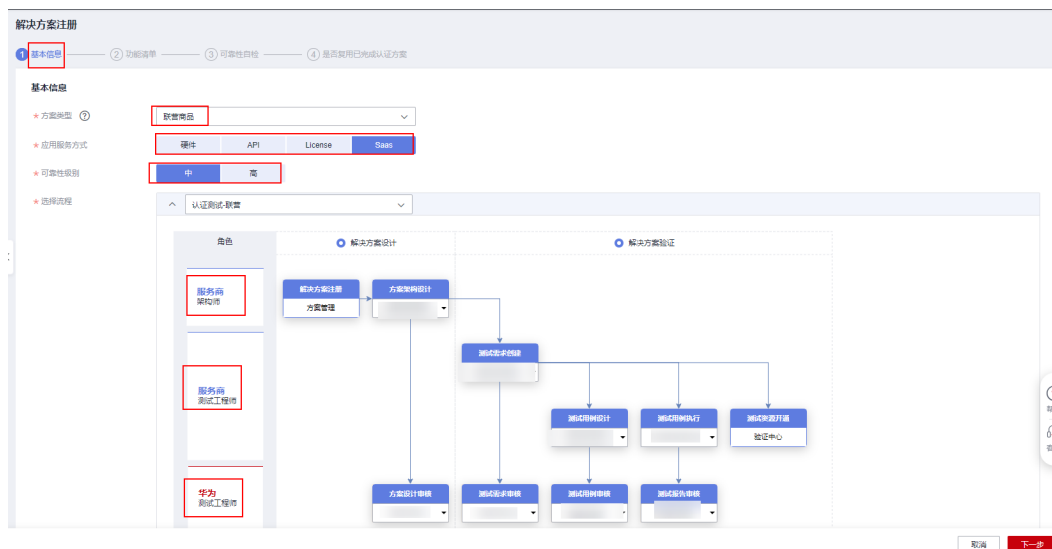 解决方案注册
1 基本信息 2 功能清单 3 可靠性自检 4 是否复用已完成认证方案
基本信息
* 方案类型 ? 联营商品
* 应用服务方式 硬件 API License Saas
* 可靠性级别 中 高
* 选择流程 认证测试-联营
角色 解决方案设计 解决方案验证
服务商
架构师
解决方案注册 方案架构设计
方案管理
测试需求创建
服务商
测试工程师
测试用例设计 测试用例执行 测试资源开通
验证中心
华为
测试工程师
方案设计审核 测试需求审核 测试用例审核 测试报告审核
取消 下一步